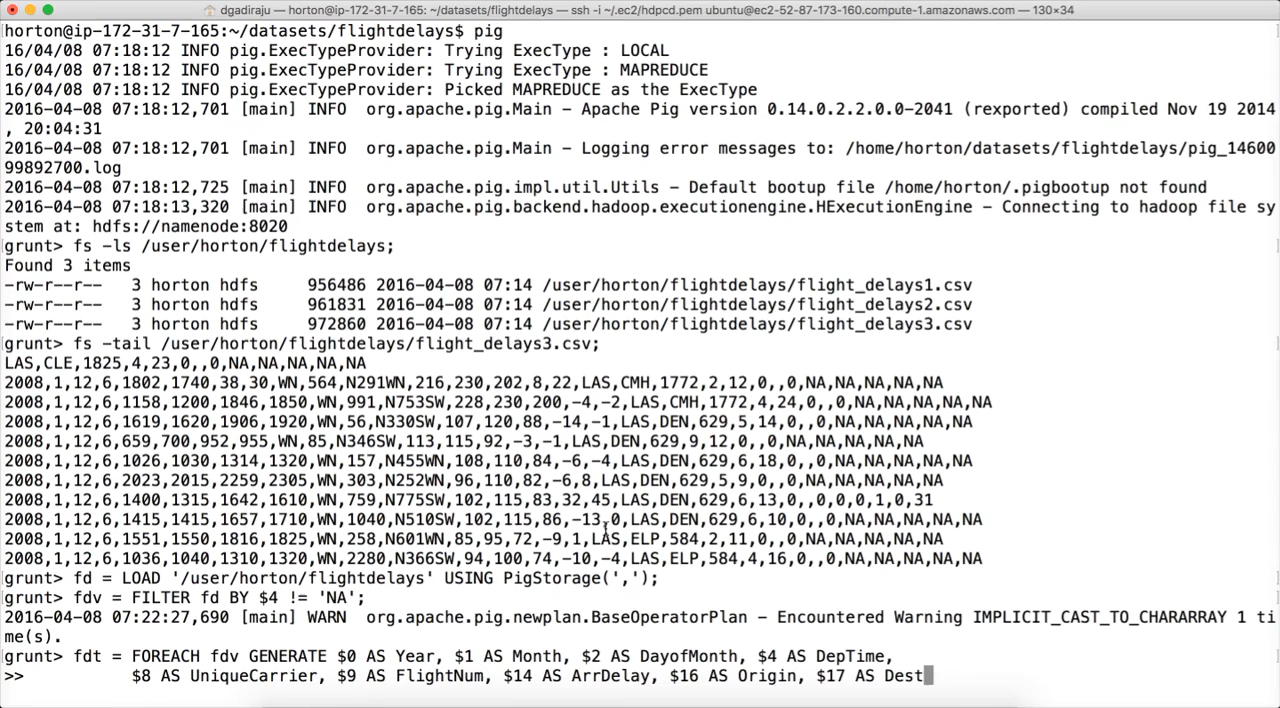 dgadiraju — horton@ip-172-31-7-165: ~/datasets/flightdelays — ssh -i ~/.ec2/hdpcd.pem ubuntu@ec2-52-87-173-160.compute-1.amazonaws.com — 130×34
horton@ip-172-31-7-165:~/datasets/flightdelays$ pig
16/04/08 07:18:12 INFO pig.ExecTypeProvider: Trying ExecType : LOCAL
16/04/08 07:18:12 INFO pig.ExecTypeProvider: Trying ExecType : MAPREDUCE
16/04/08 07:18:12 INFO pig.ExecTypeProvider: Picked MAPREDUCE as the ExecType
2016-04-08 07:18:12,701 [main] INFO  org.apache.pig.Main - Apache Pig version 0.14.0.2.2.0.0-2041 (rexported) compiled Nov 19 2014
, 20:04:31
2016-04-08 07:18:12,701 [main] INFO  org.apache.pig.Main - Logging error messages to: /home/horton/datasets/flightdelays/pig_14600
99892700.log
2016-04-08 07:18:12,725 [main] INFO  org.apache.pig.impl.util.Utils - Default bootup file /home/horton/.pigbootup not found
2016-04-08 07:18:13,320 [main] INFO  org.apache.pig.backend.hadoop.executionengine.HExecutionEngine - Connecting to hadoop file sy
stem at: hdfs://namenode:8020
grunt> fs -ls /user/horton/flightdelays;
Found 3 items
-rw-r--r--   3 horton hdfs     956486 2016-04-08 07:14 /user/horton/flightdelays/flight_delays1.csv
-rw-r--r--   3 horton hdfs     961831 2016-04-08 07:14 /user/horton/flightdelays/flight_delays2.csv
-rw-r--r--   3 horton hdfs     972860 2016-04-08 07:14 /user/horton/flightdelays/flight_delays3.csv
grunt> fs -tail /user/horton/flightdelays/flight_delays3.csv;
LAS,CLE,1825,4,23,0,,0,NA,NA,NA,NA,NA
2008,1,12,6,1802,1740,38,30,WN,564,N291WN,216,230,202,8,22,LAS,CMH,1772,2,12,0,,0,NA,NA,NA,NA,NA
2008,1,12,6,1158,1200,1846,1850,WN,991,N753SW,228,230,200,-4,-2,LAS,CMH,1772,4,24,0,,0,NA,NA,NA,NA,NA
2008,1,12,6,1619,1620,1906,1920,WN,56,N330SW,107,120,88,-14,-1,LAS,DEN,629,5,14,0,,0,NA,NA,NA,NA,NA
2008,1,12,6,659,700,952,955,WN,85,N346SW,113,115,92,-3,-1,LAS,DEN,629,9,12,0,,0,NA,NA,NA,NA,NA
2008,1,12,6,1026,1030,1314,1320,WN,157,N455WN,108,110,84,-6,-4,LAS,DEN,629,6,18,0,,0,NA,NA,NA,NA,NA
2008,1,12,6,2023,2015,2259,2305,WN,303,N252WN,96,110,82,-6,8,LAS,DEN,629,5,9,0,,0,NA,NA,NA,NA,NA
2008,1,12,6,1400,1315,1642,1610,WN,759,N775SW,102,115,83,32,45,LAS,DEN,629,6,13,0,,0,0,0,1,0,31
2008,1,12,6,1415,1415,1657,1710,WN,1040,N510SW,102,115,86,-13,0,LAS,DEN,629,6,10,0,,0,NA,NA,NA,NA,NA
2008,1,12,6,1551,1550,1816,1825,WN,258,N601WN,85,95,72,-9,1,LAS,ELP,584,2,11,0,,0,NA,NA,NA,NA,NA
2008,1,12,6,1036,1040,1310,1320,WN,2280,N366SW,94,100,74,-10,-4,LAS,ELP,584,4,16,0,,0,NA,NA,NA,NA,NA
grunt> fd = LOAD '/user/horton/flightdelays' USING PigStorage(',');
grunt> fdv = FILTER fd BY $4 != 'NA';
2016-04-08 07:22:27,690 [main] WARN  org.apache.pig.newplan.BaseOperatorPlan - Encountered Warning IMPLICIT_CAST_TO_CHARARRAY 1 ti
me(s).
grunt> fdt = FOREACH fdv GENERATE $0 AS Year, $1 AS Month, $2 AS DayofMonth, $4 AS DepTime,
>>           $8 AS UniqueCarrier, $9 AS FlightNum, $14 AS ArrDelay, $16 AS Origin, $17 AS Dest